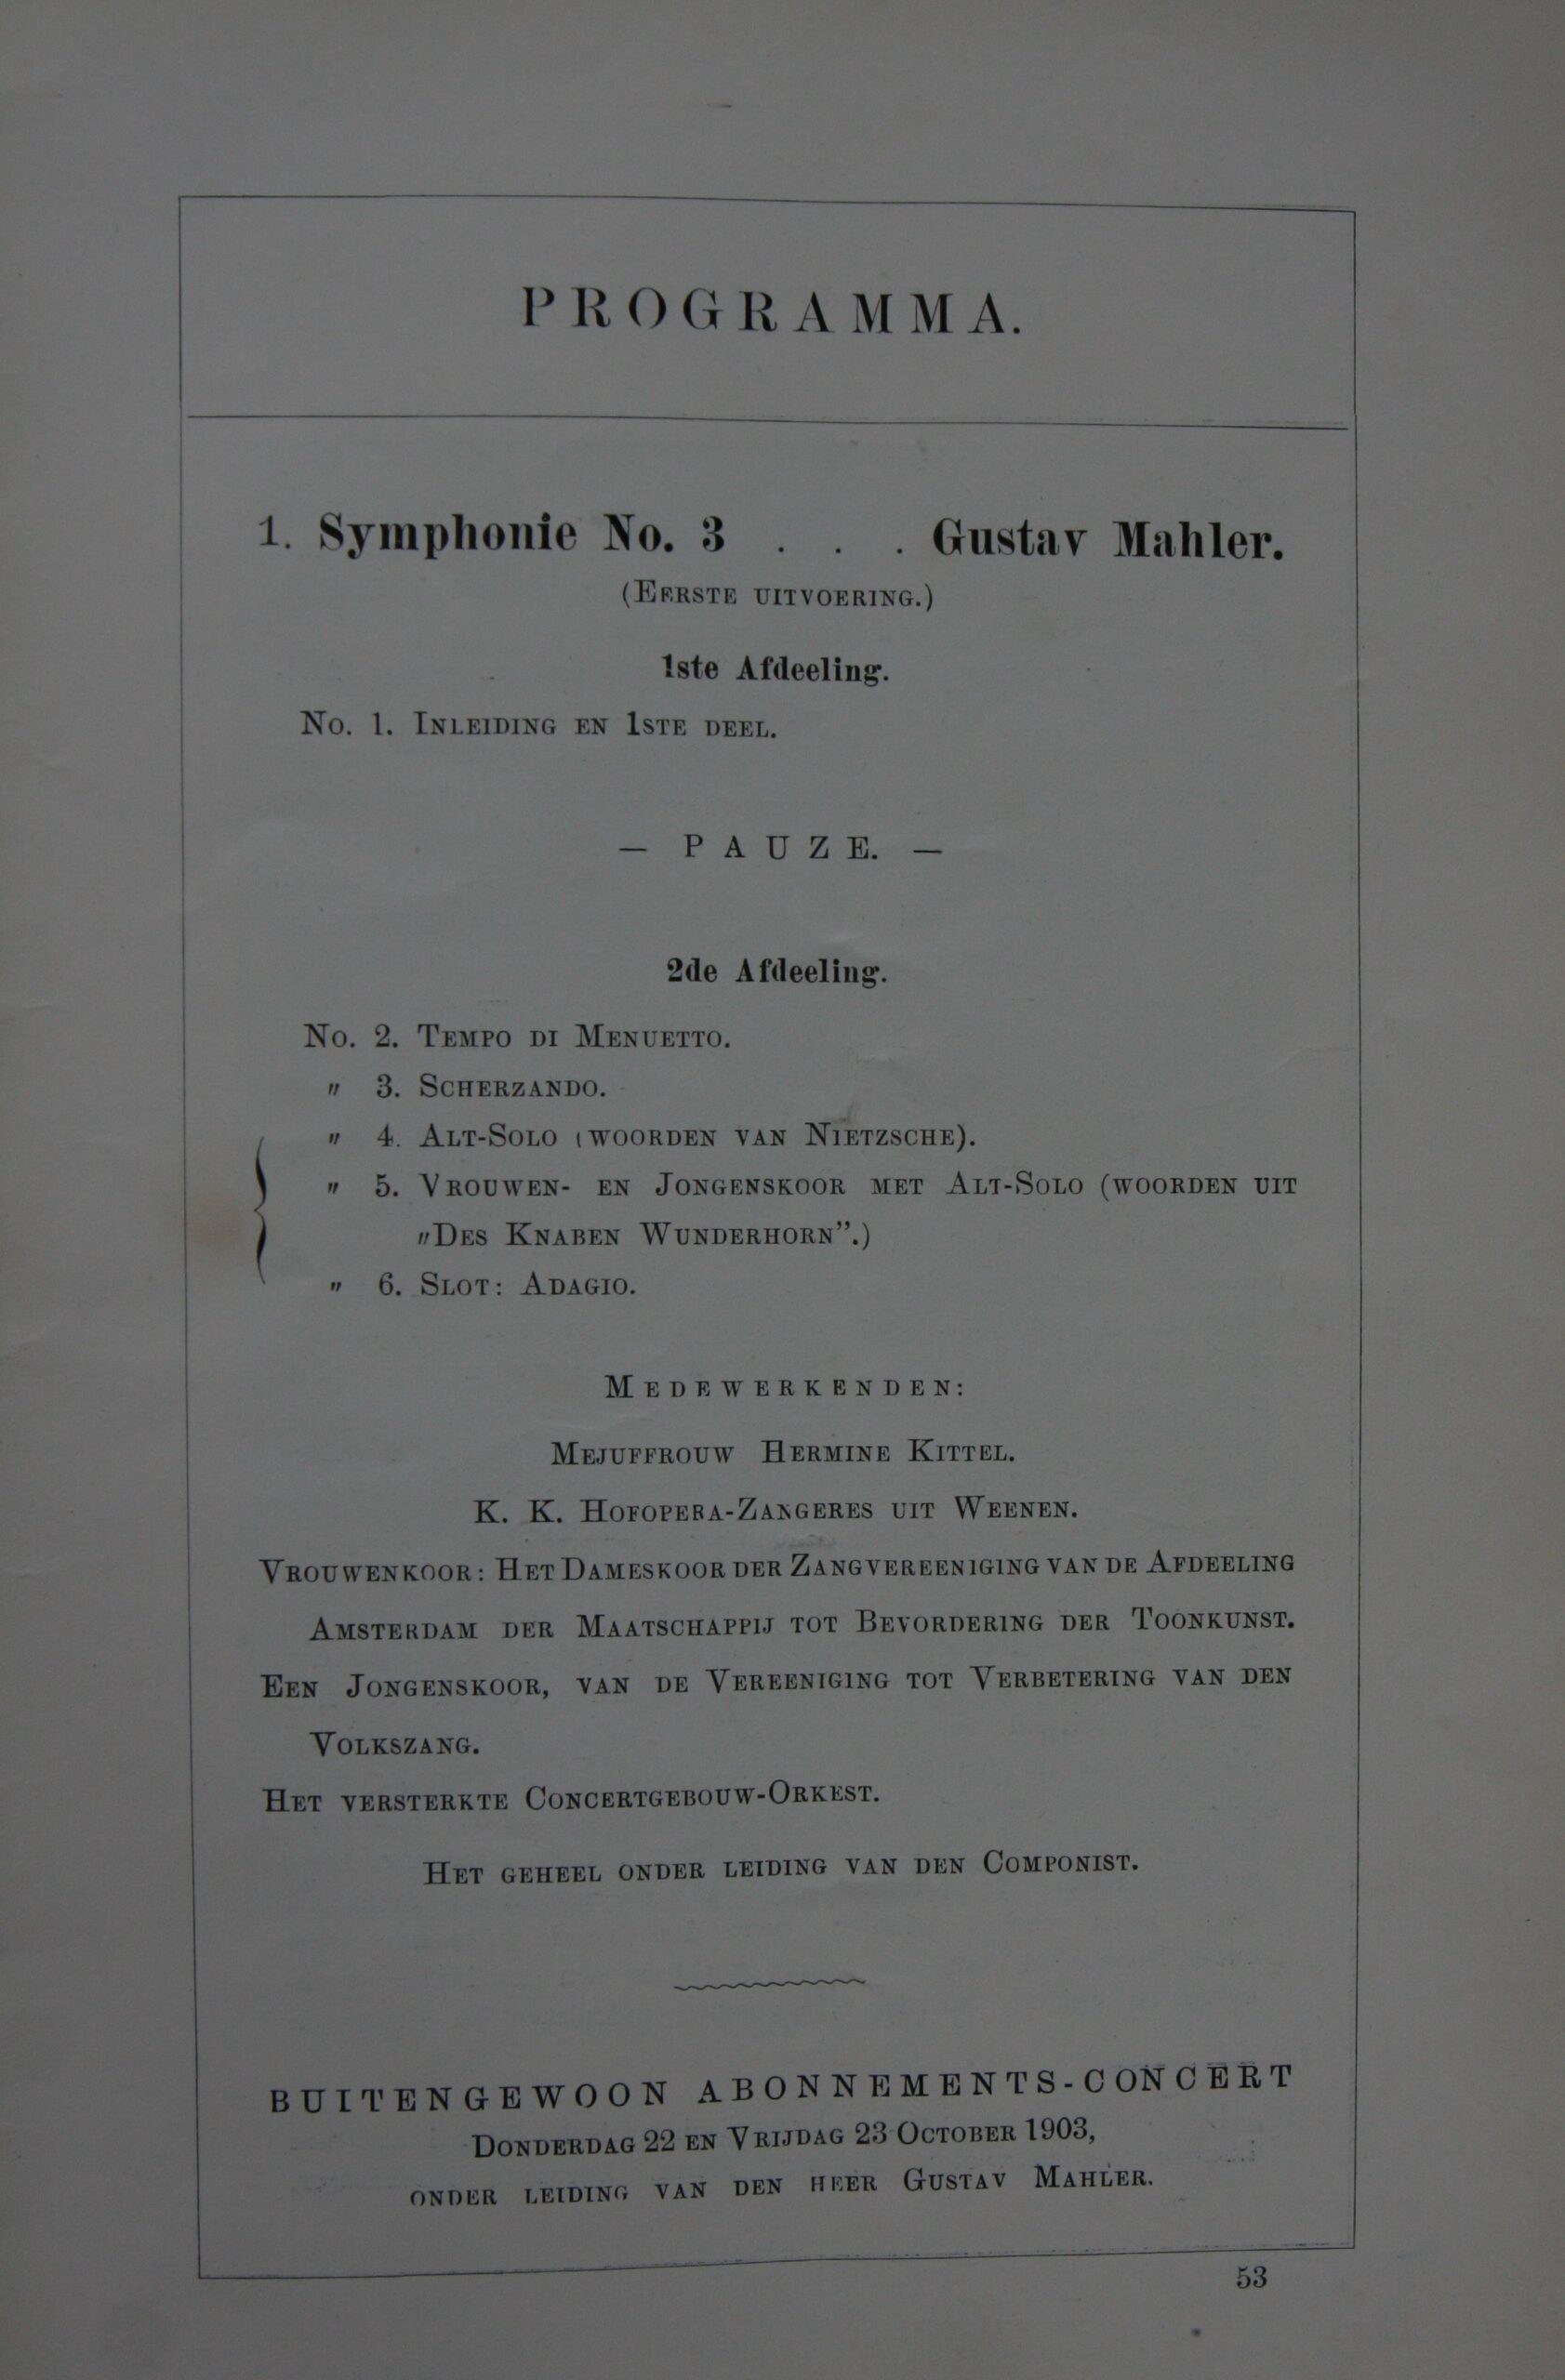 PROGRAMMA.
1. Symphonie No. 3 . . . Gustav Mahler.
(Eerste uitvoering.)
1ste Afdeeling.
No. 1. Inleiding en 1ste deel.
— PAUZE. —
2de Afdeeling.
No. 2. Tempo di Menuetto.
" 3. Scherzando.
" 4. Alt-Solo (woorden van Nietzsche).
" 5. Vrouwen- en Jongenskoor met Alt-Solo (woorden uit
"Des Knaben Wunderhorn".)
" 6. Slot: Adagio.
Medewerkenden:
Mejuffrouw Hermine Kittel.
K. K. Hofopera-Zangeres uit Weenen.
Vrouwenkoor: Het Dameskoor der Zangvereeniging van de Afdeeling
Amsterdam der Maatschappij tot Bevordering der Toonkunst.
Een Jongenskoor, van de Vereeniging tot Verbetering van den
Volkszang.
Het versterkte Concertgebouw-Orkest.
Het geheel onder leiding van den Componist.
BUITENGEWOON ABONNEMENTS-CONCERT
Donderdag 22 en Vrijdag 23 October 1903,
onder leiding van den heer Gustav Mahler.
53